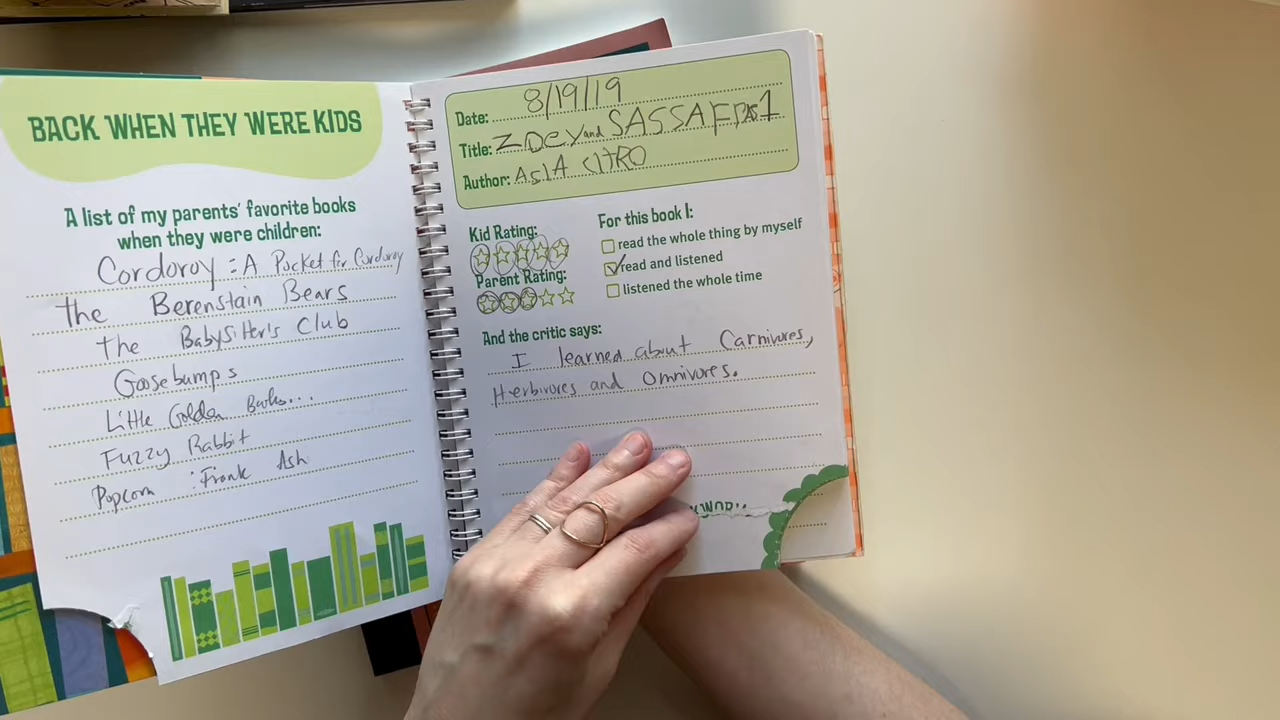 BACK WHEN THEY WERE KIDS
A list of my parents' favorite books
when they were children:
Cordoroy : A Pocket for Cordoroy
the Berenstain Bears
the BabySitter's Club
Goosebumps
Little Golden Books...
Fuzzy Rabbit
Popcorn : Frank Ash
Date: 8/19/19
Title: ZOEY and SASSAFRAS 1
Author: ASIA CITRO
Kid Rating:
Parent Rating:
For this book I:
read the whole thing by myself
read and listened
listened the whole time
And the critic says:
I learned about Carnivores,
Herbivores and Omnivores.